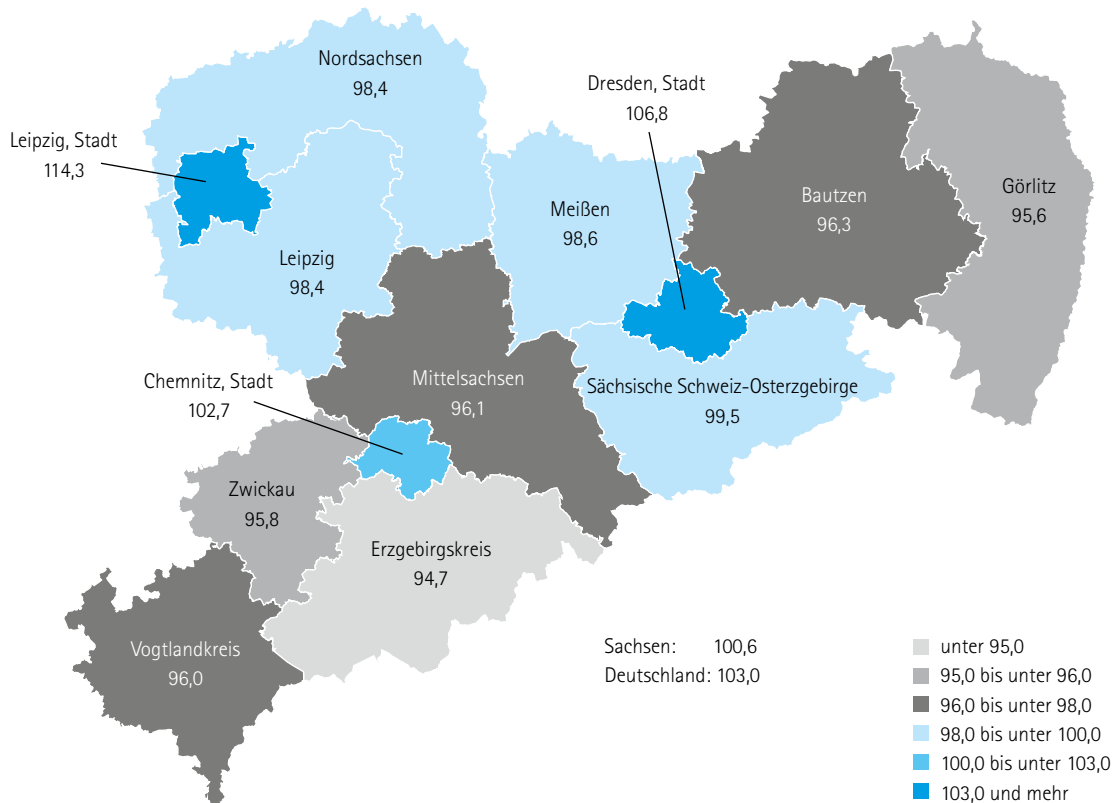 Nordsachsen
98,4
Dresden, Stadt
106,8
Leipzig, Stadt
114,3
Görlitz
95,6
Bautzen
96,3
Meißen
98,6
Leipzig
98,4
Chemnitz, Stadt
102,7
Mittelsachsen
96,1
Sächsische Schweiz-Osterzgebirge
99,5
Zwickau
95,8
Erzgebirgskreis
94,7
Vogtlandkreis
96,0
Sachsen: 100,6
Deutschland: 103,0
unter 95,0
95,0 bis unter 96,0
96,0 bis unter 98,0
98,0 bis unter 100,0
100,0 bis unter 103,0
103,0 und mehr